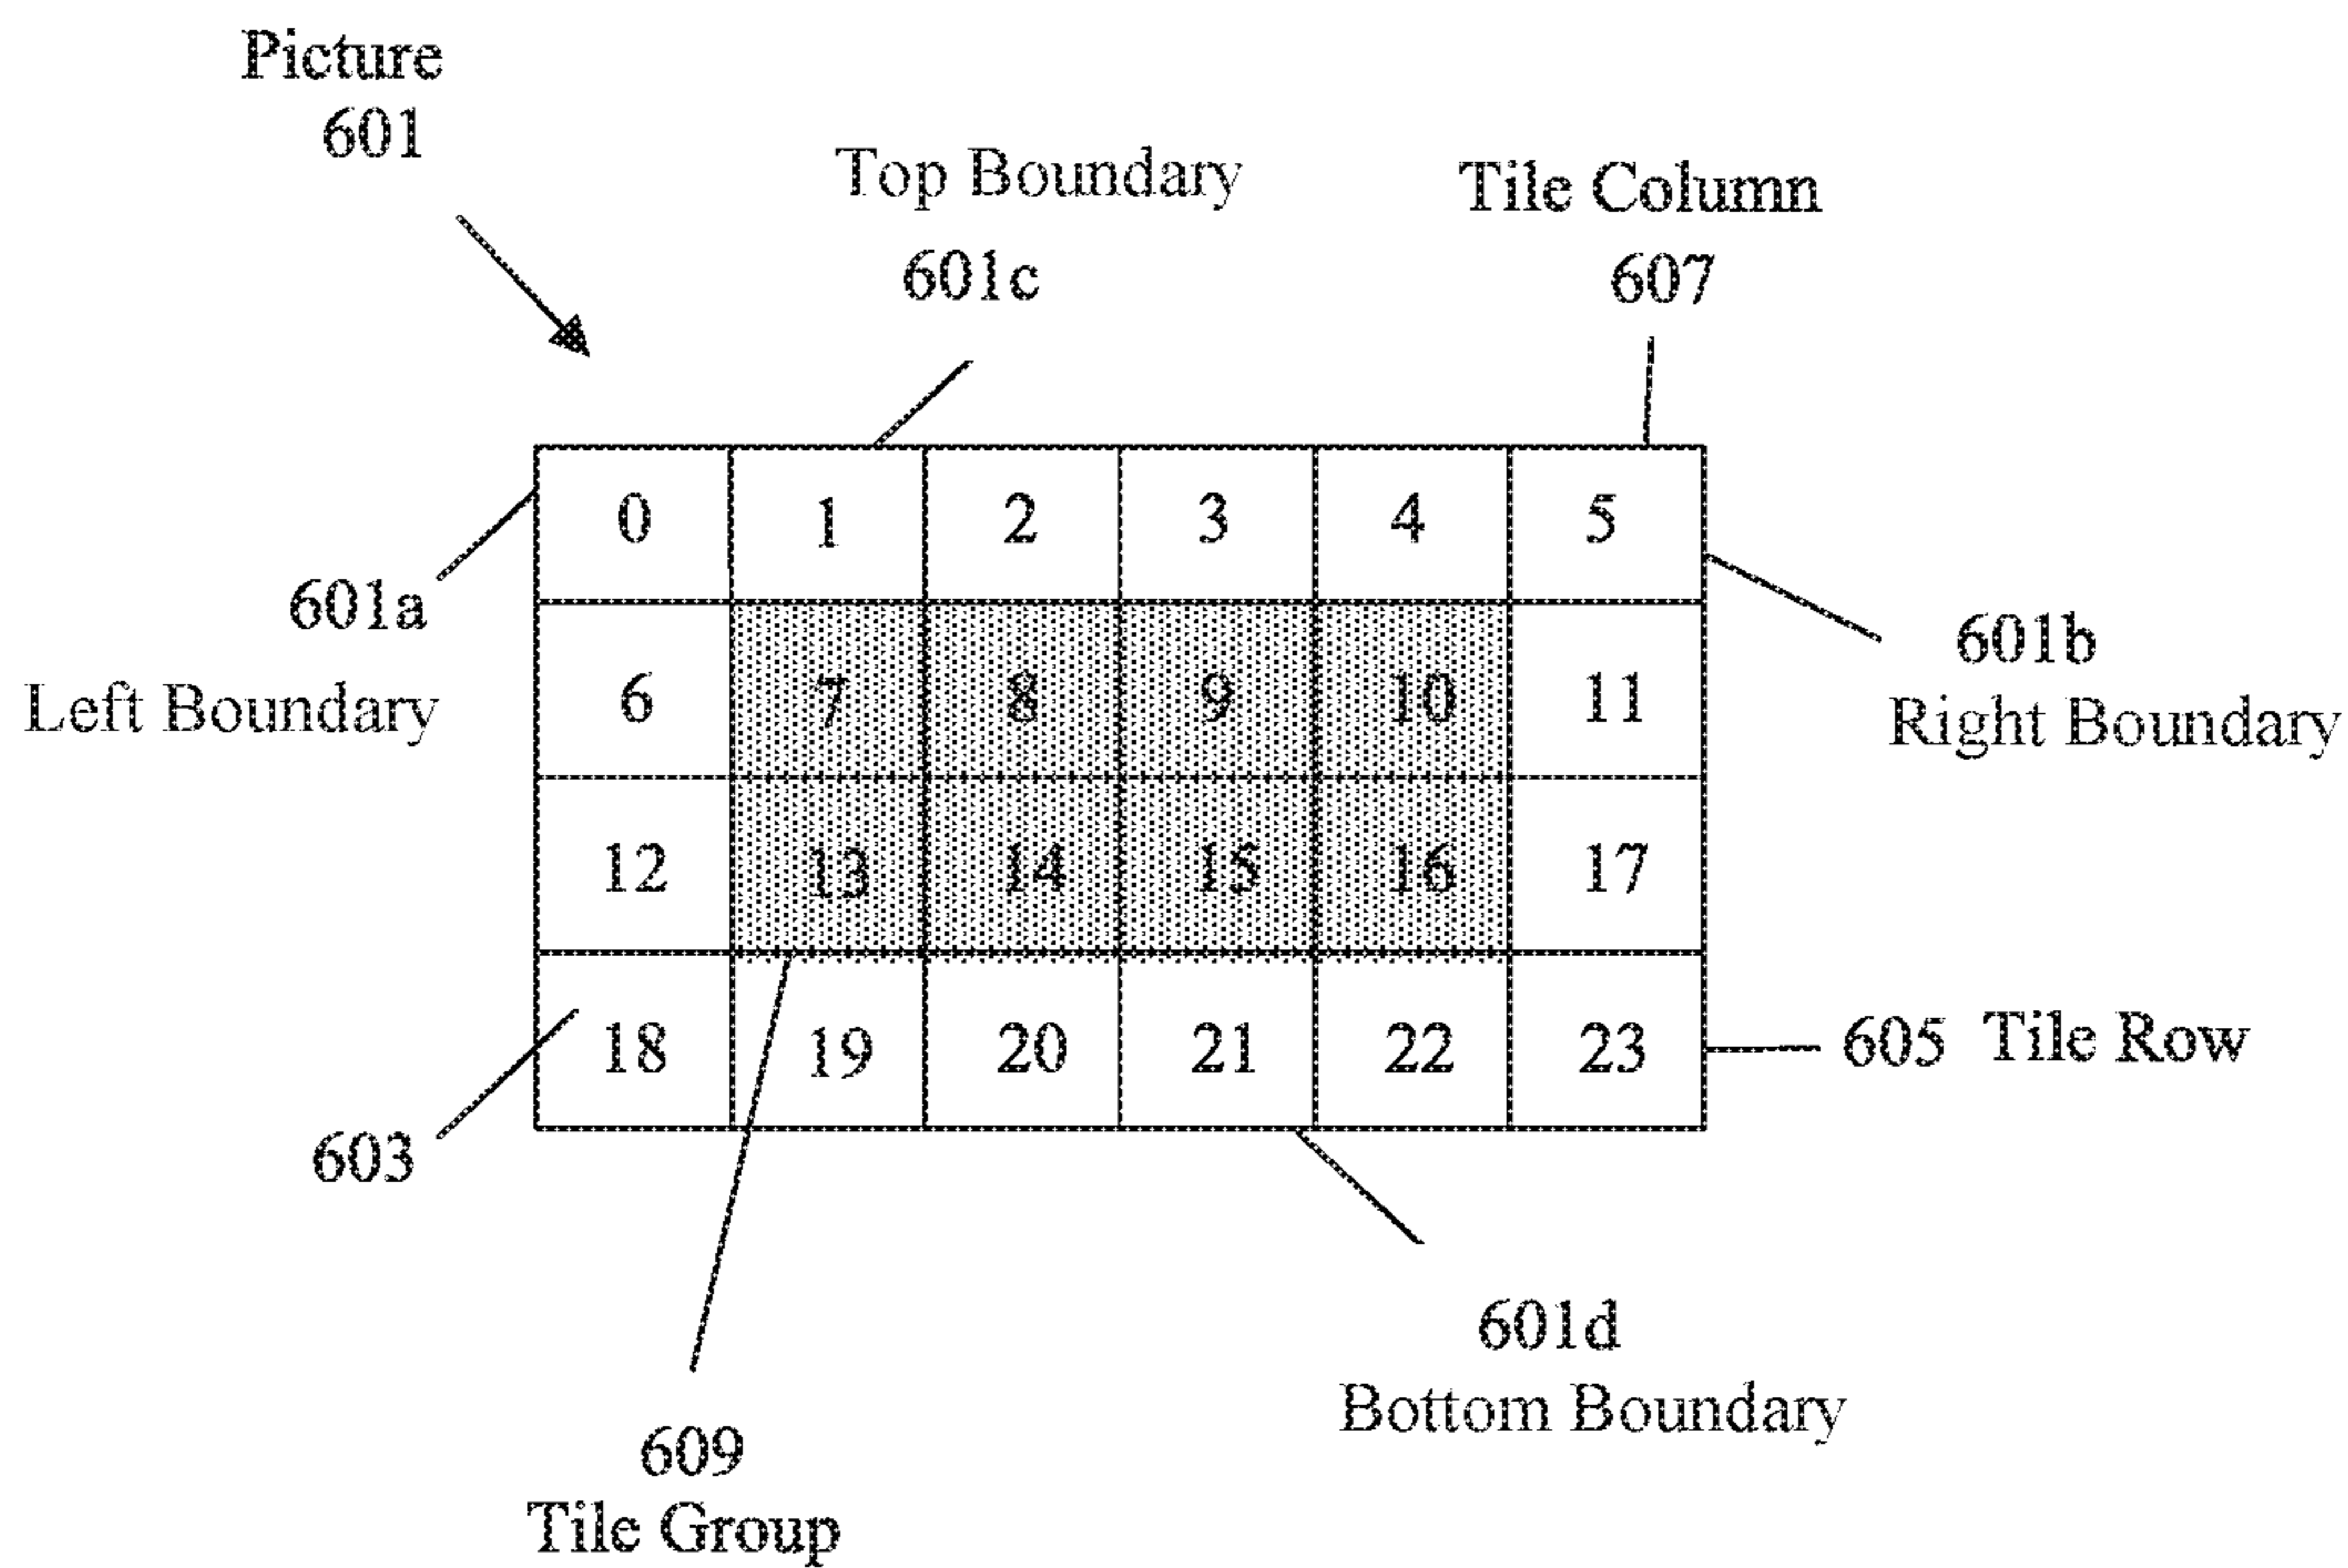 Picture
601
Top Boundary
601c
Tile Column
607
0 1 2 3 4 5
601a
Left Boundary
601b
Right Boundary
6 7 8 9 10 11
12 13 14 15 16 17
18 19 20 21 22 23
605 Tile Row
603
601d
Bottom Boundary
609
Tile Group